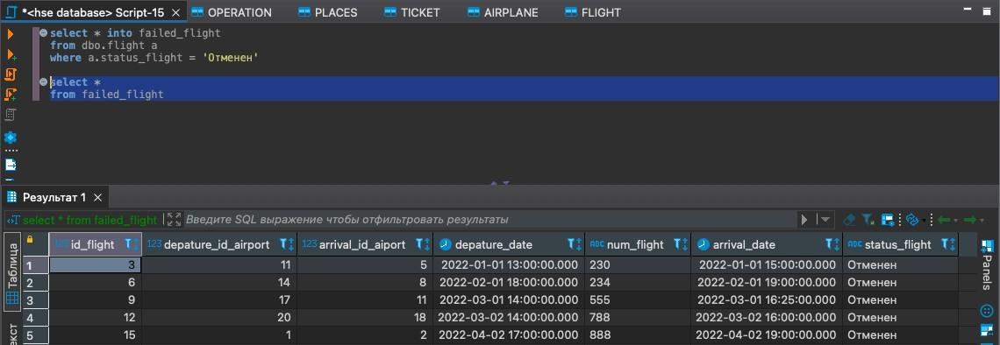 *<hse database> Script-15 × OPERATION PLACES TICKET AIRPLANE FLIGHT
select * into failed_flight
from dbo.flight a
where a.status_flight = 'Отменен'
select *
from failed_flight
Результат 1 ×
select * from failed_flight Введите SQL выражение чтобы отфильтровать результаты
Таблица
Panels
123 id_flight 123 depature_id_airport 123 arrival_id_aiport depature_date ABC num_flight arrival_date ABC status_flight
1 3 11 5 2022-01-01 13:00:00.000 230 2022-01-01 15:00:00.000 Отменен
2 6 14 8 2022-02-01 18:00:00.000 234 2022-02-01 19:00:00.000 Отменен
3 9 17 11 2022-03-01 14:00:00.000 555 2022-03-01 16:25:00.000 Отменен
4 12 20 18 2022-03-02 14:00:00.000 788 2022-03-02 16:00:00.000 Отменен
5 15 1 2 2022-04-02 17:00:00.000 888 2022-04-02 19:00:00.000 Отменен